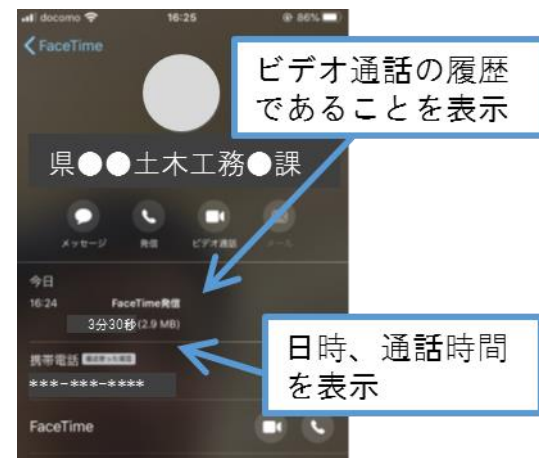 docomo 16:25 86%
FaceTime
ビデオ通話の履歴
であることを表示
県●●土木工務●課
メッセージ 発信 ビデオ通話 メール
今日
16:24 FaceTime発信
3分30秒(2.9 MB)
日時、通話時間
を表示
携帯電話
***-***-****
FaceTime